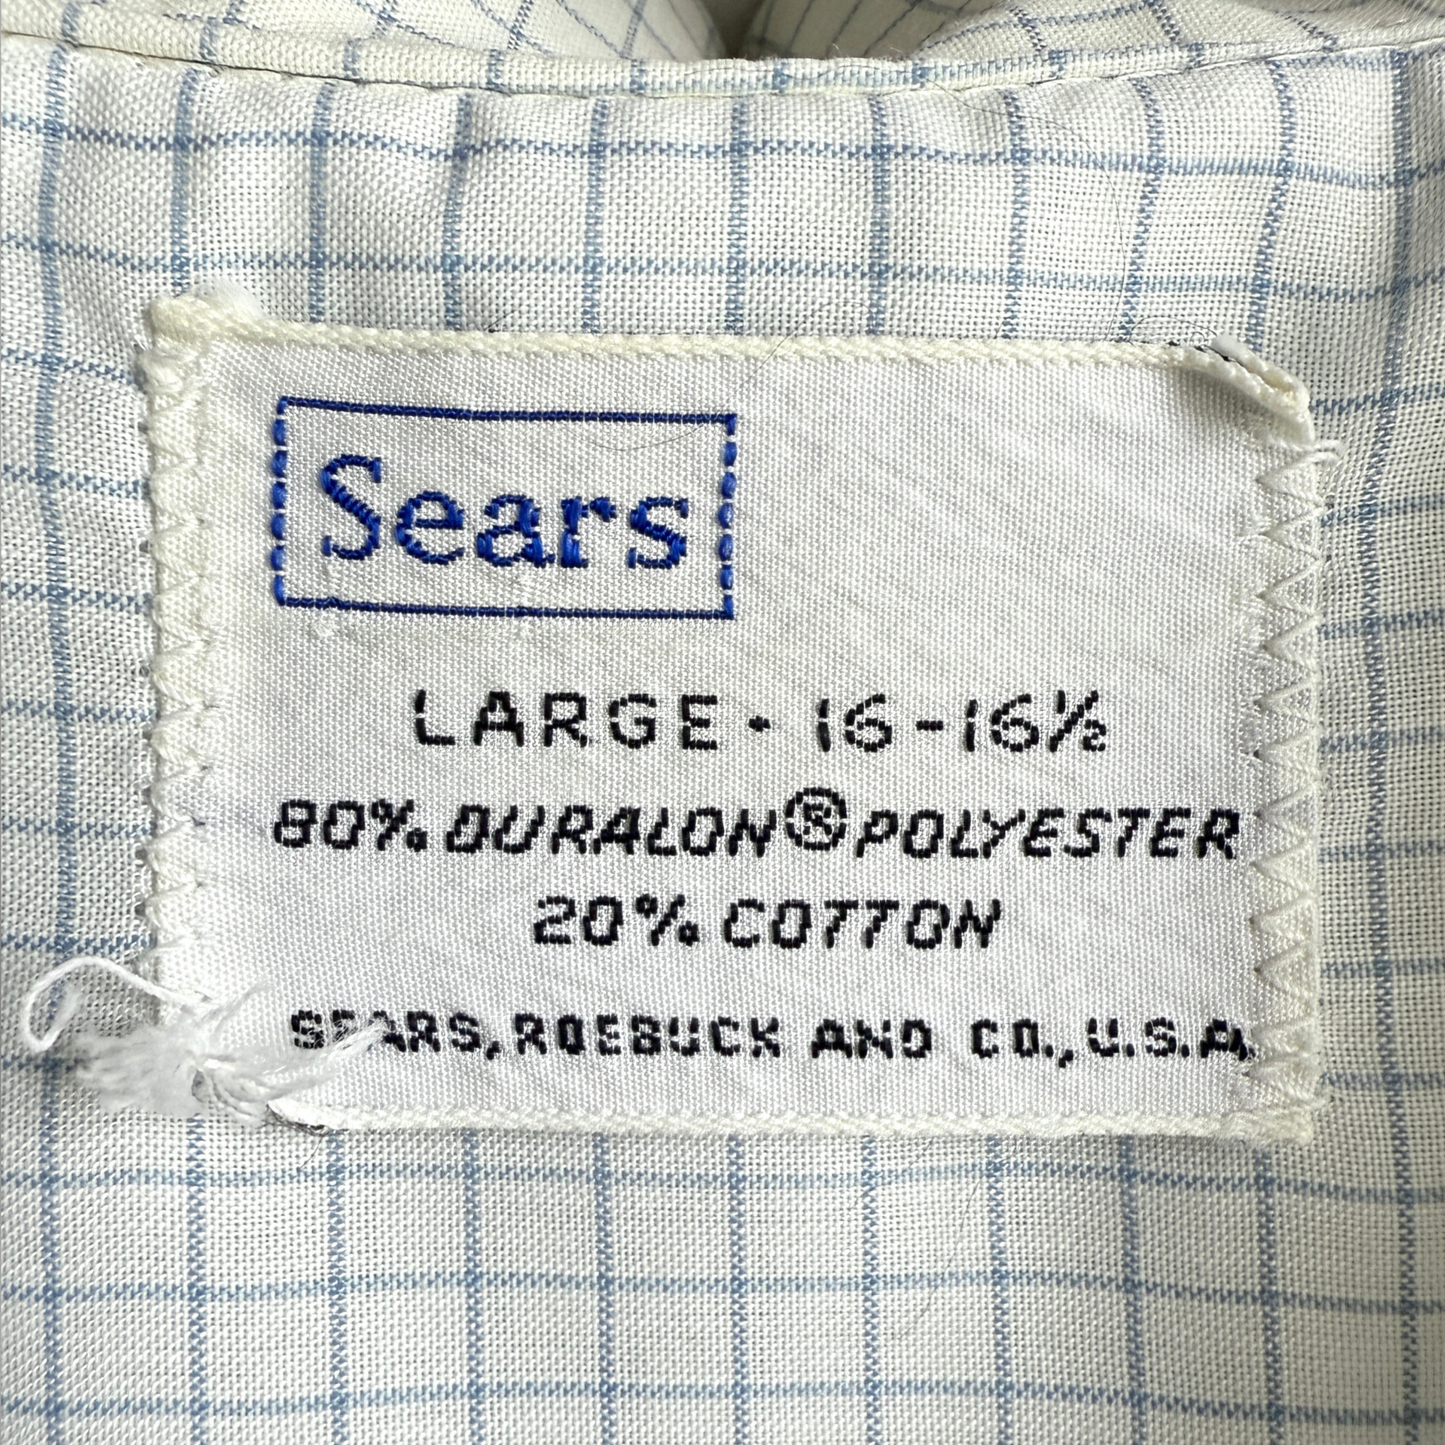 Sears
LARGE • 16-16½
80% DURALON® POLYESTER
20% COTTON
SEARS, ROEBUCK AND CO., U.S.A.